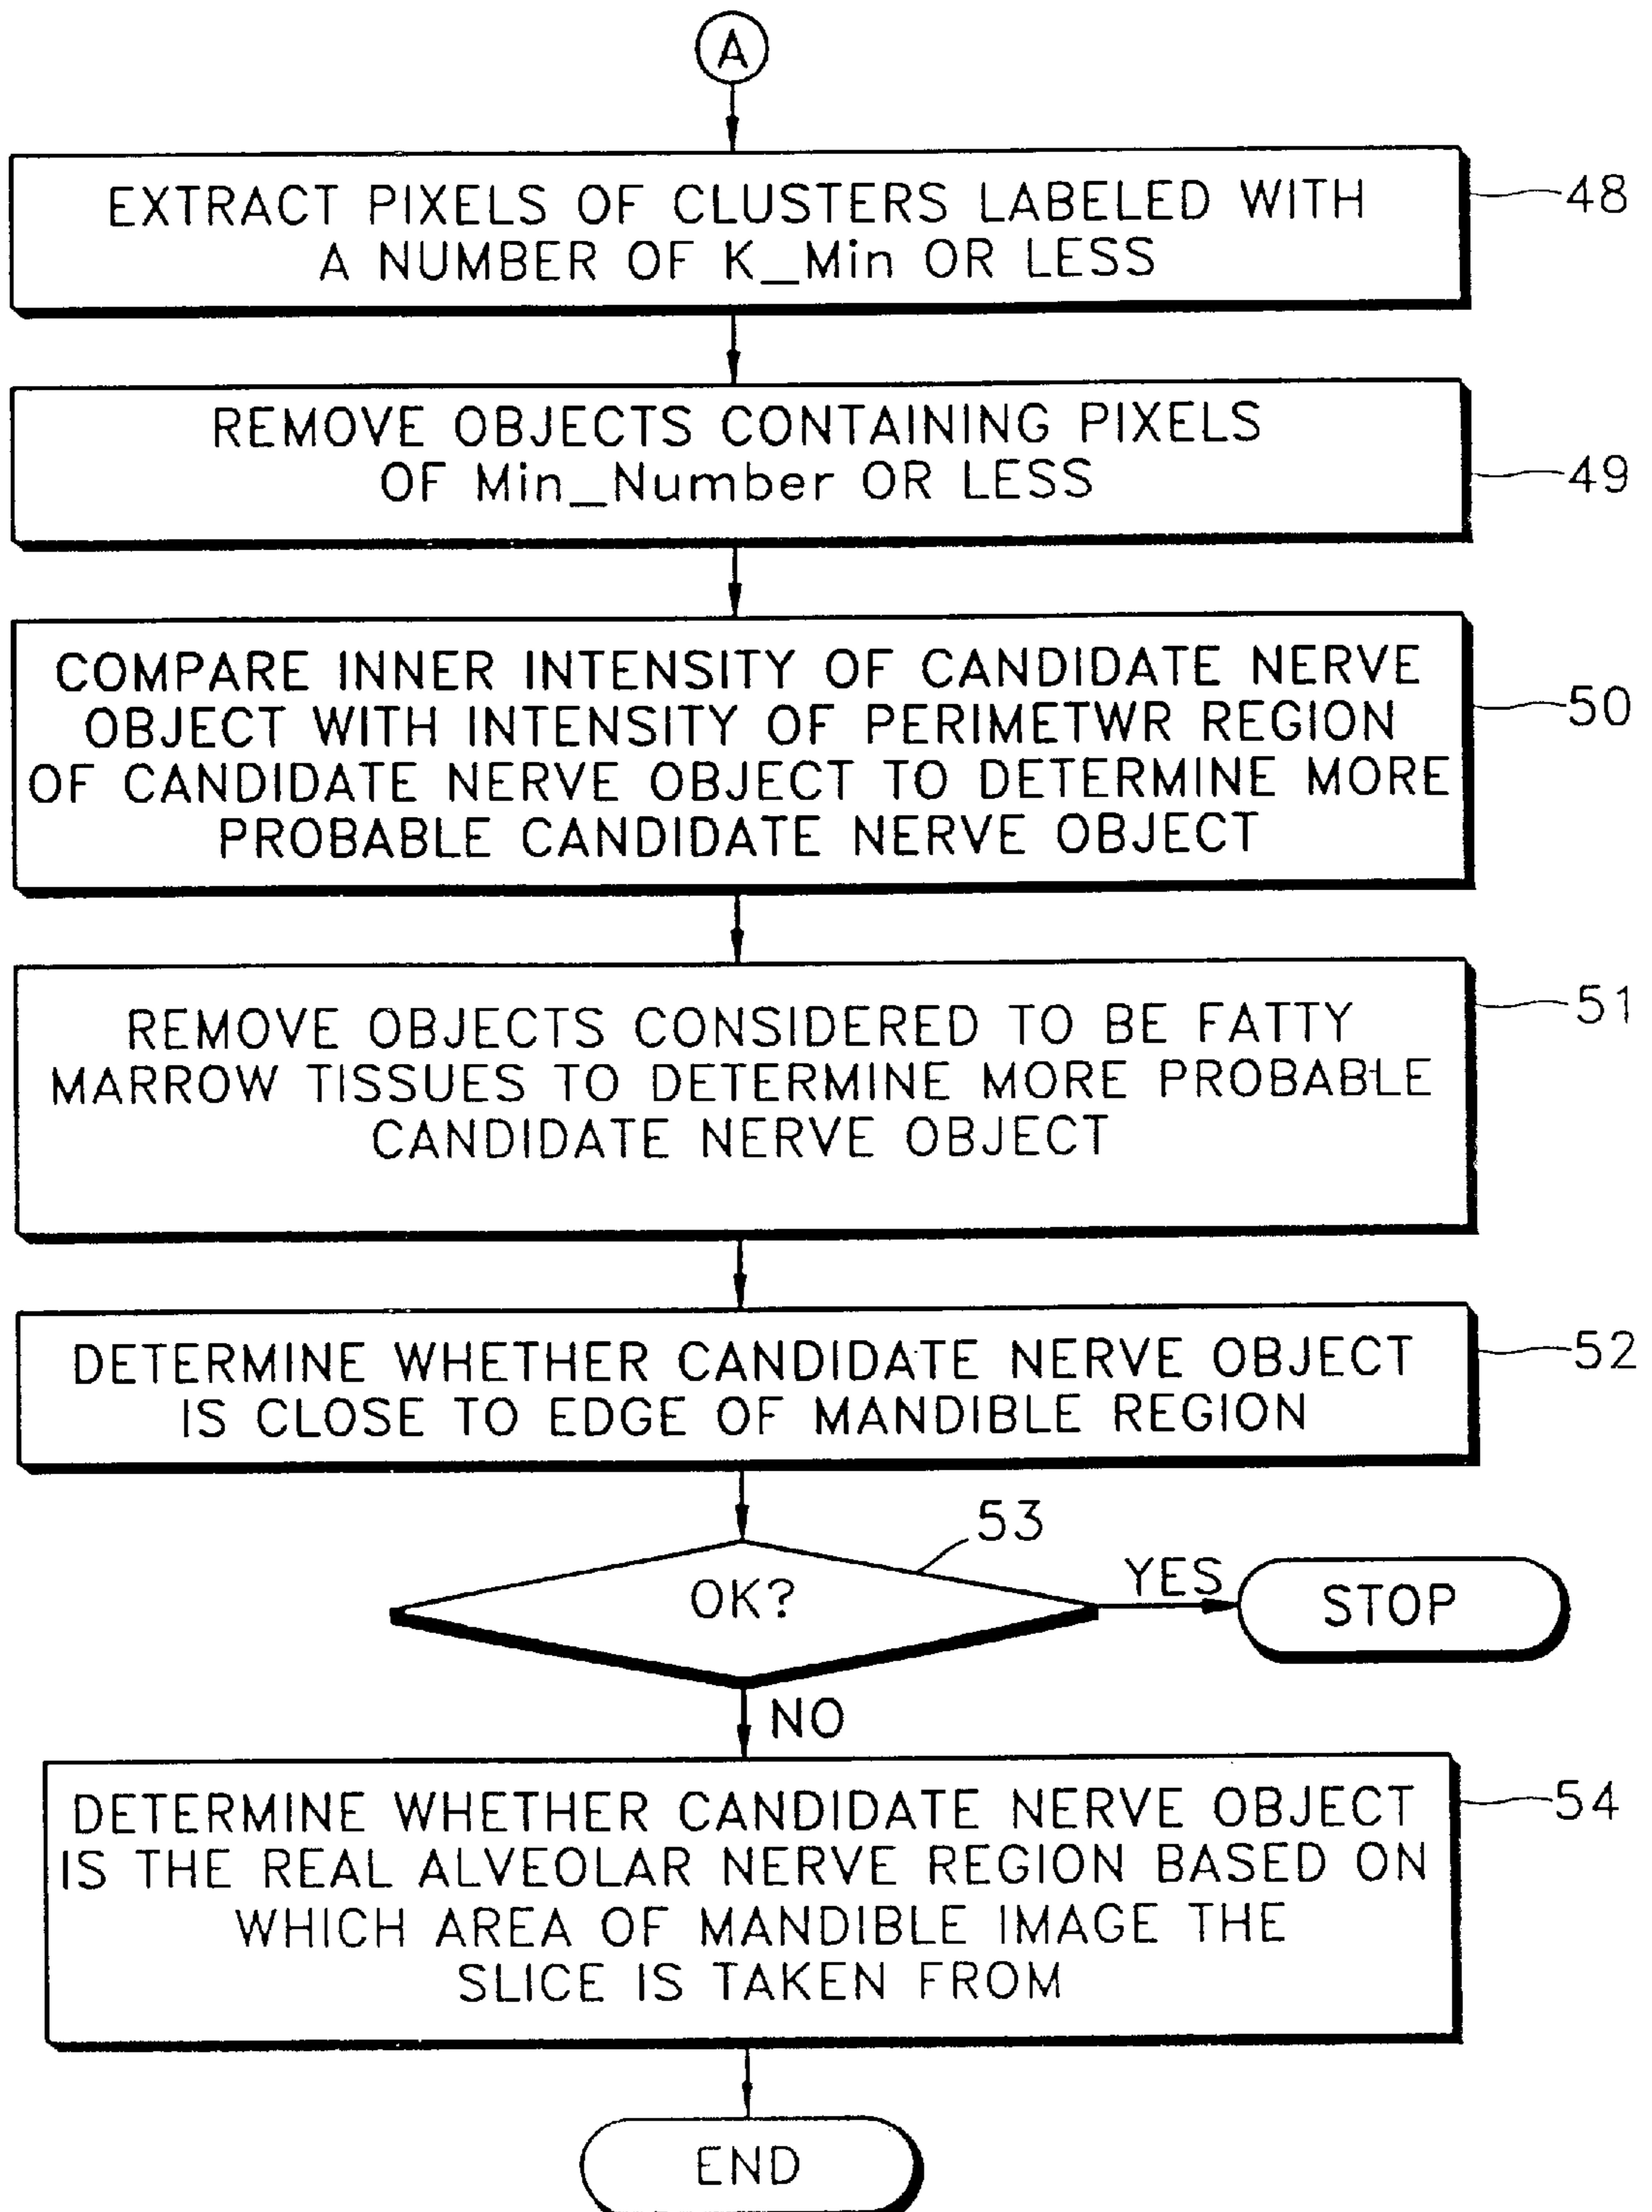 A
EXTRACT PIXELS OF CLUSTERS LABELED WITH
A NUMBER OF K_Min OR LESS
48
REMOVE OBJECTS CONTAINING PIXELS
OF Min_Number OR LESS
49
COMPARE INNER INTENSITY OF CANDIDATE NERVE
OBJECT WITH INTENSITY OF PERIMETWR REGION
OF CANDIDATE NERVE OBJECT TO DETERMINE MORE
PROBABLE CANDIDATE NERVE OBJECT
50
REMOVE OBJECTS CONSIDERED TO BE FATTY
MARROW TISSUES TO DETERMINE MORE PROBABLE
CANDIDATE NERVE OBJECT
51
DETERMINE WHETHER CANDIDATE NERVE OBJECT
IS CLOSE TO EDGE OF MANDIBLE REGION
52
53
OK?
YES
STOP
NO
DETERMINE WHETHER CANDIDATE NERVE OBJECT
IS THE REAL ALVEOLAR NERVE REGION BASED ON
WHICH AREA OF MANDIBLE IMAGE THE
SLICE IS TAKEN FROM
54
END